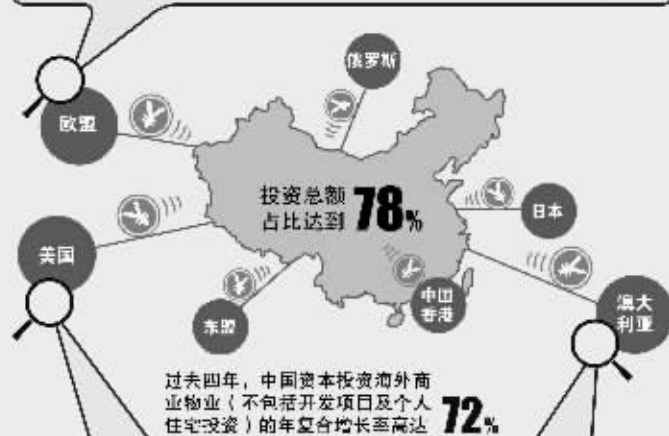 俄罗斯
欧盟
投资总额
占比达到 78%
日本
美国
东盟
中国
香港
澳大
利亚
过去四年，中国资本投资海外商
业物业（不包括开发项目及个人
住宅投资）的年复合增长率高达 72%